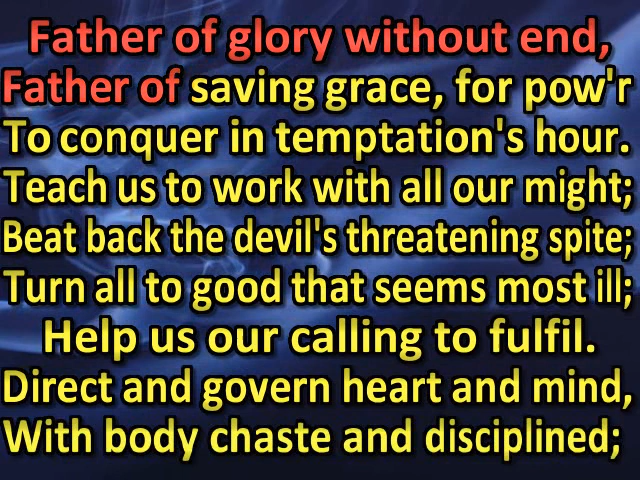 Father of glory without end,
Father of saving grace, for pow'r
To conquer in temptation's hour.
Teach us to work with all our might;
Beat back the devil's threatening spite;
Turn all to good that seems most ill;
Help us our calling to fulfil.
Direct and govern heart and mind,
With body chaste and disciplined;